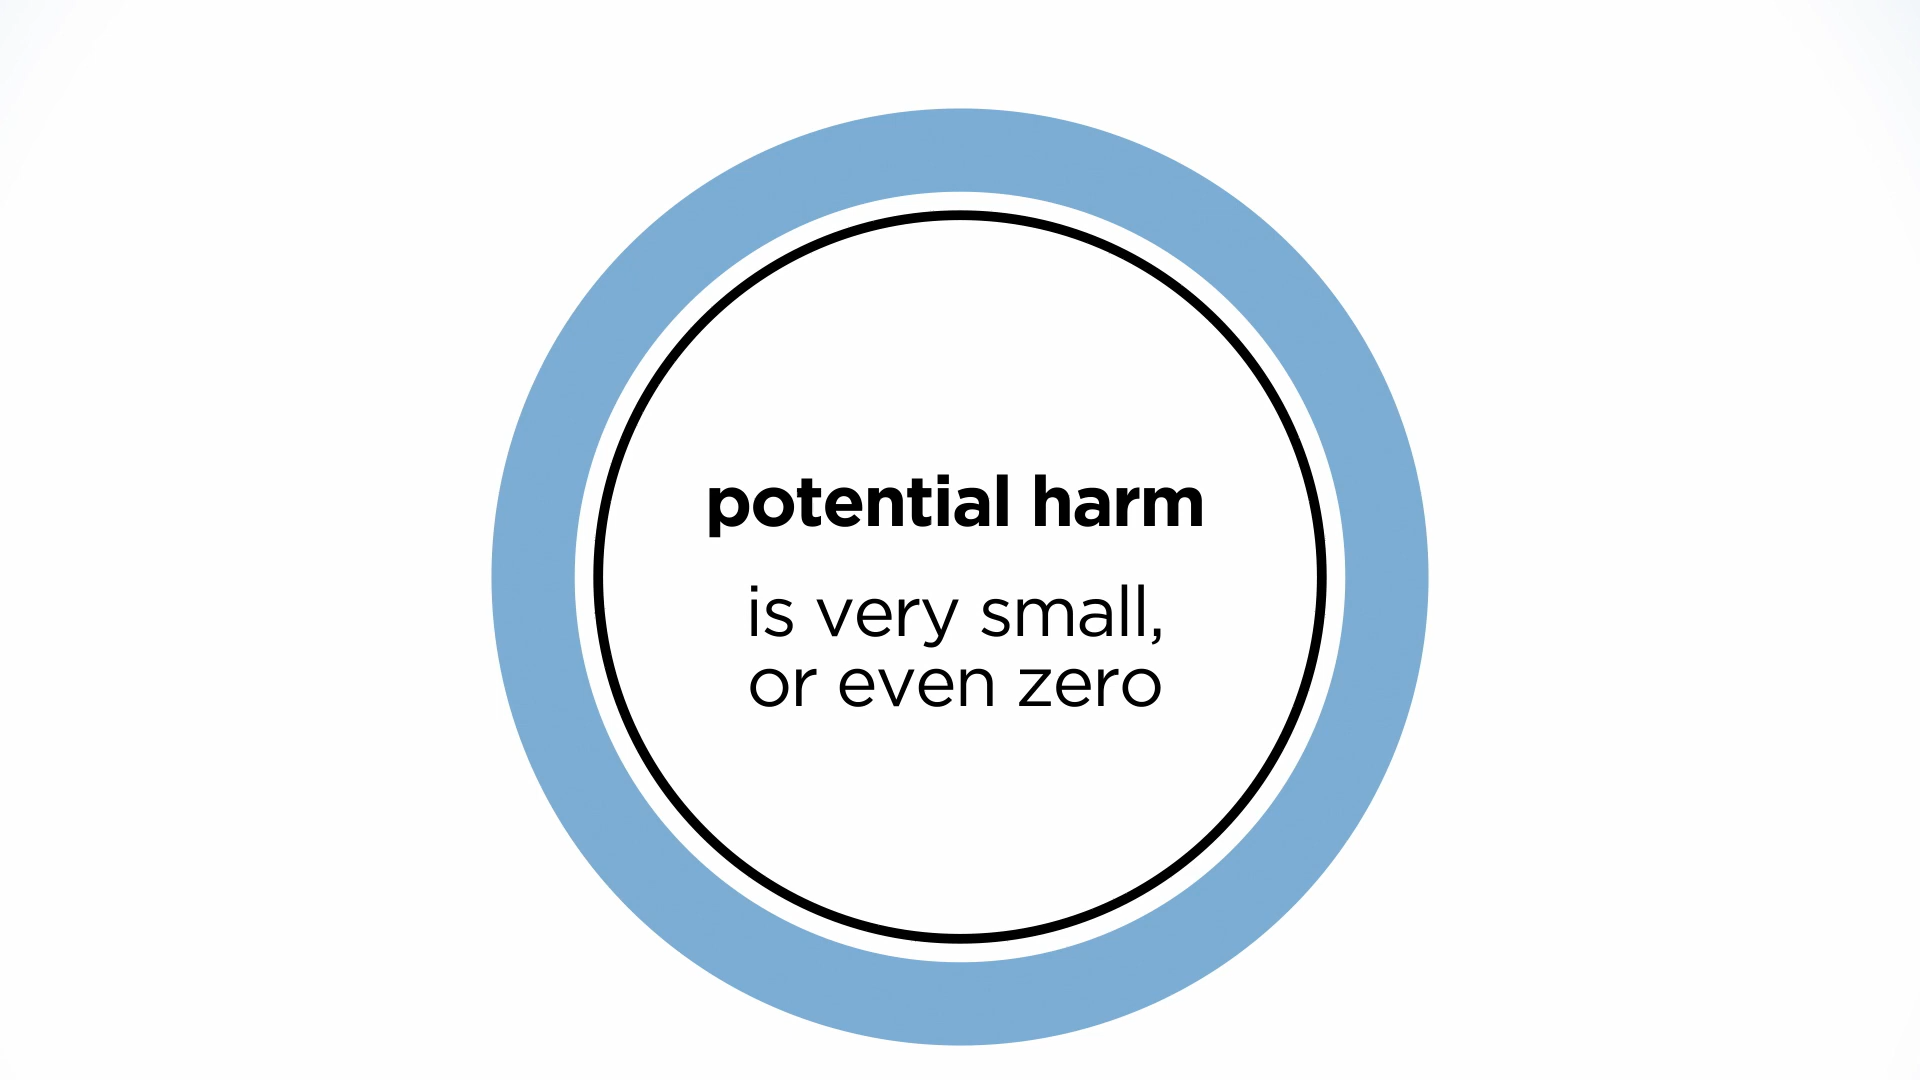 potential harm
is very small,
or even zero